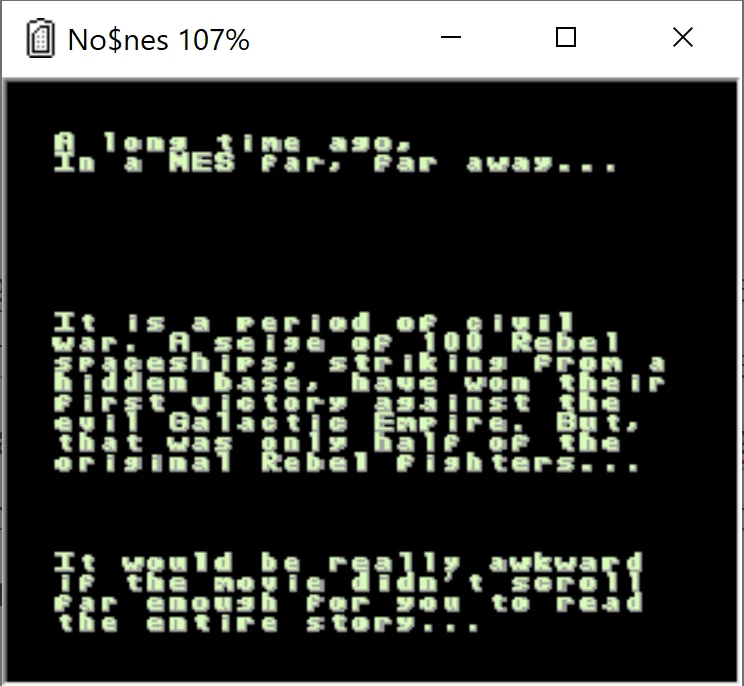 No$nes 107%
A long time ago,
In a NES far, far away...
It is a period of civil
war. A seige of 100 Rebel
spaceships, striking from a
hidden base, have won their
first victory against the
evil Galactic Empire. But,
that was only half of the
original Rebel fighters...
It would be really awkward
if the movie didn't scroll
far enough for you to read
the entire story...